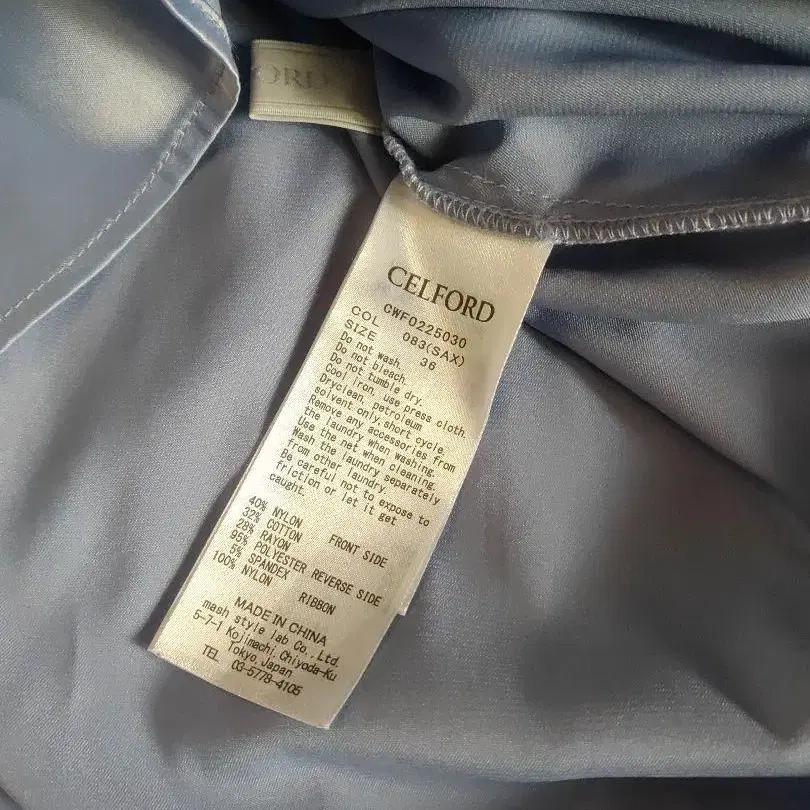 ORD
CELFORD
CWFO225030
COL 083(SAX)
SIZE 36
Do not wash.
Do not bleach.
Do not tumble dry.
Cool iron, use press cloth.
Dryclean, petroleum
solvent only,short cycle.
Remove any accessories from
the laundry when washing.
Use the net when cleaning.
Wash the laundry separately
from other laundry.
Be careful not to expose to
friction or let it get
caught.
40% NYLON
32% COTTON
28% RAYON FRONT SIDE
95% POLYESTER
5% SPANDEX REVERSE SIDE
100% NYLON RIBBON
MADE IN CHINA
mash style lab Co.,Ltd.
5-7-1 Kojimachi,Chiyoda-Ku
Tokyo,Japan
TEL 03-5778-4105